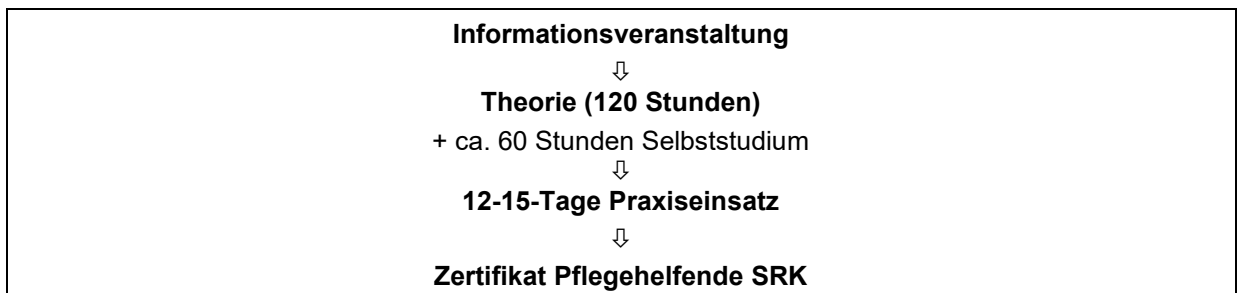 Informationsveranstaltung
⇩
Theorie (120 Stunden)
+ ca. 60 Stunden Selbststudium
⇩
12-15-Tage Praxiseinsatz
⇩
Zertifikat Pflegehelfende SRK